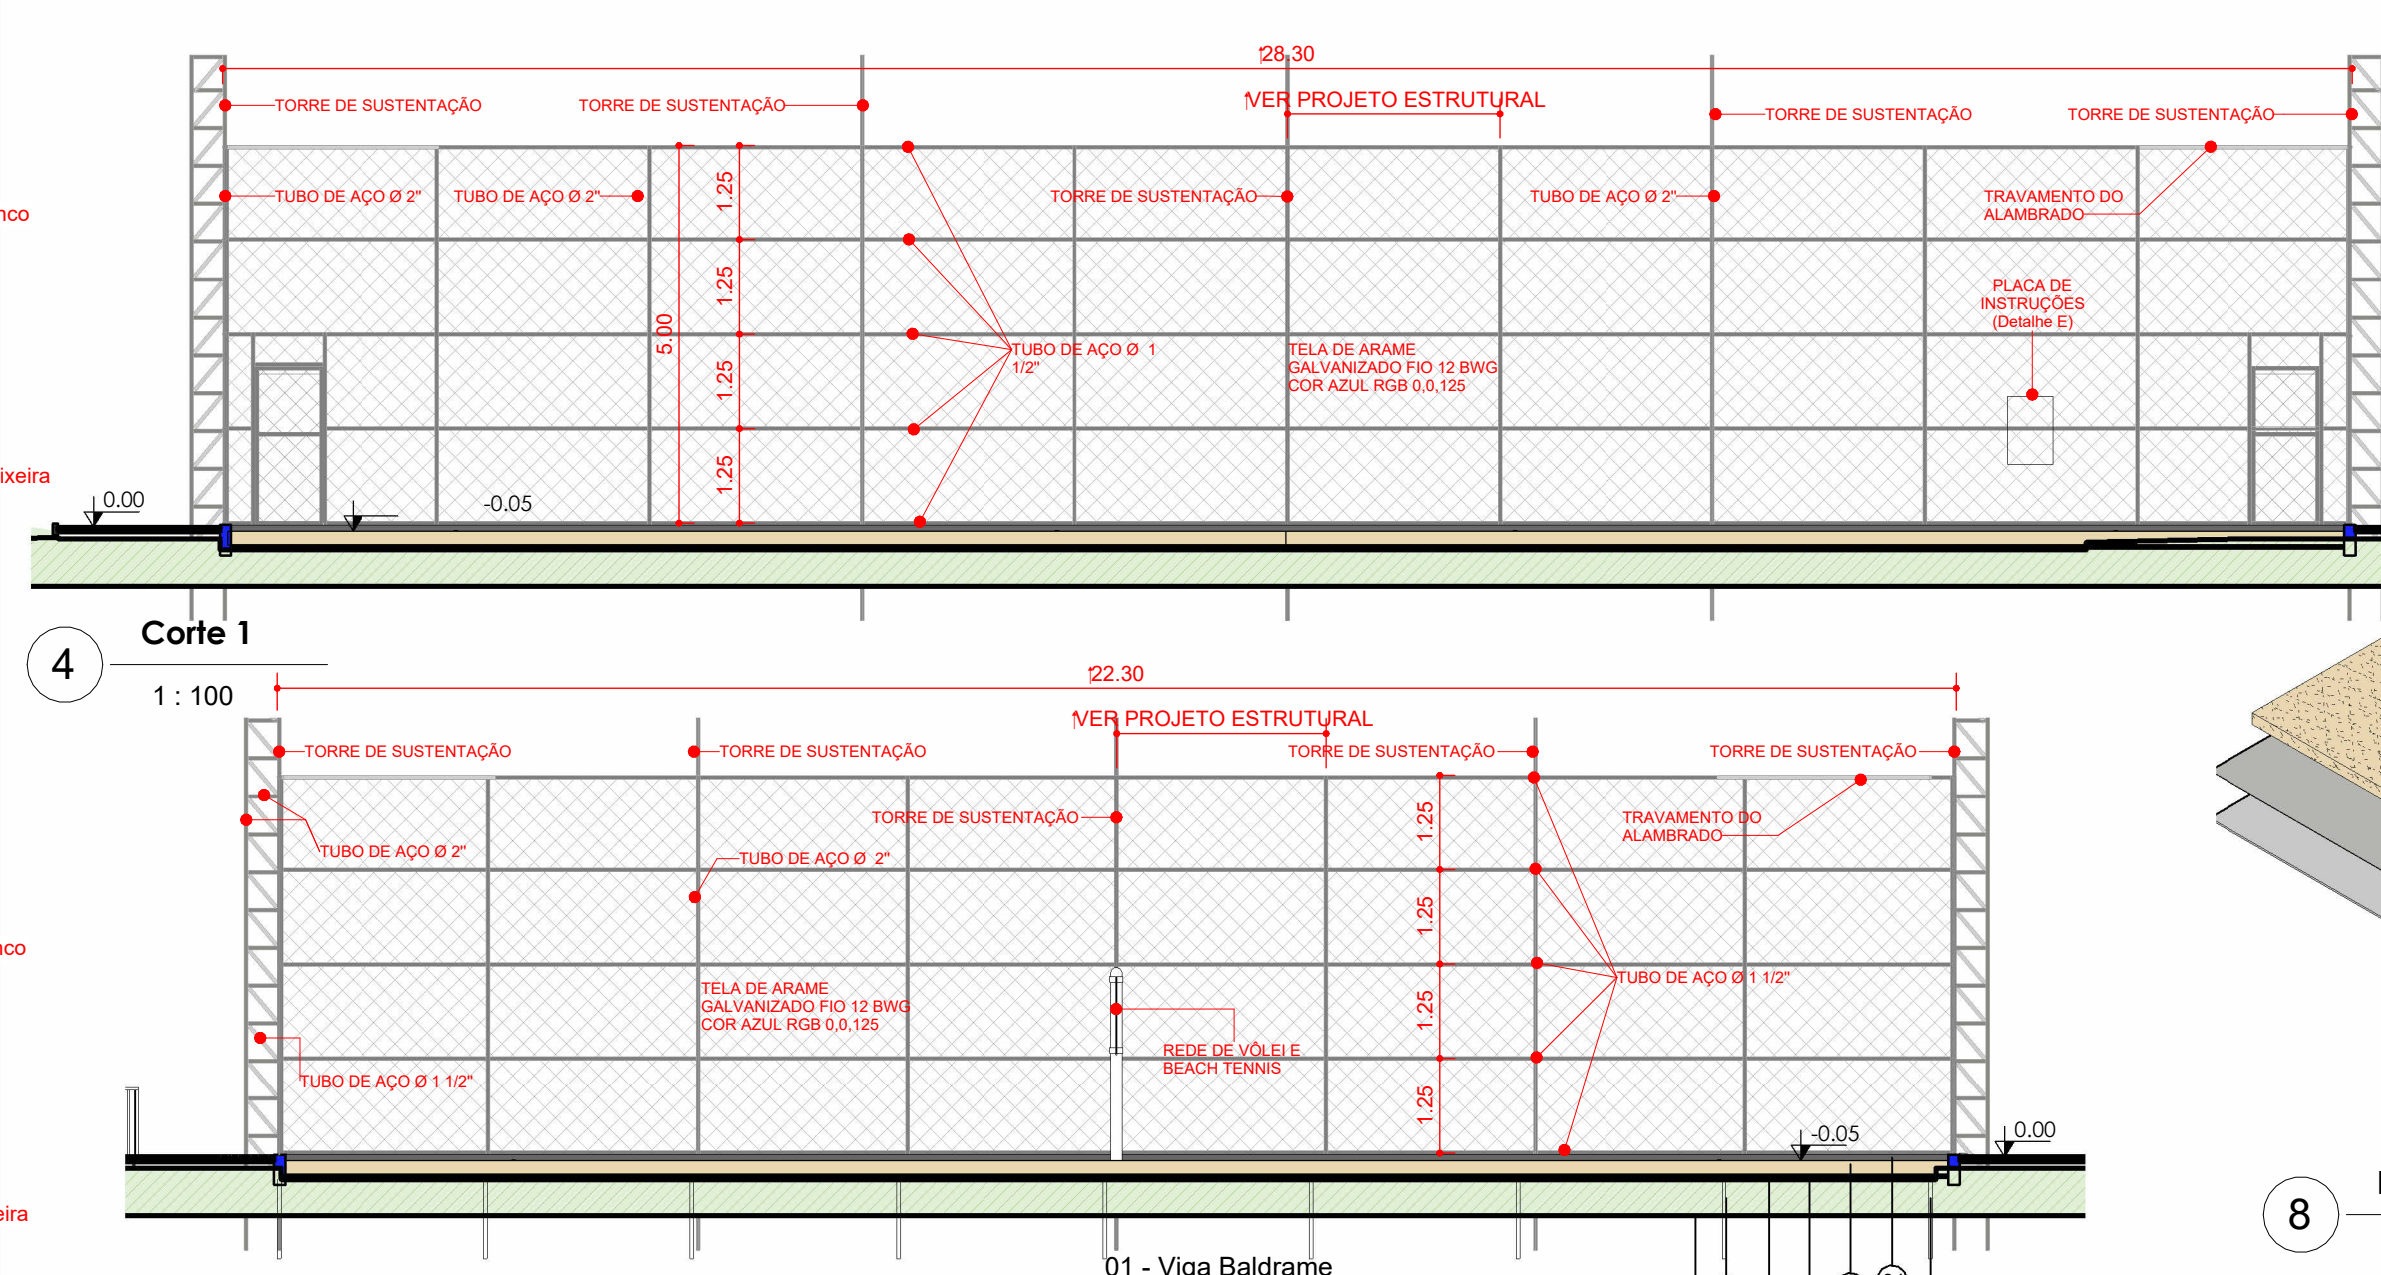 28.30
VER PROJETO ESTRUTURAL
TORRE DE SUSTENTAÇÃO
TORRE DE SUSTENTAÇÃO
TORRE DE SUSTENTAÇÃO
TORRE DE SUSTENTAÇÃO
TUBO DE AÇO Ø 2"
TUBO DE AÇO Ø 2"
1.25
TORRE DE SUSTENTAÇÃO
TUBO DE AÇO Ø 2"
TRAVAMENTO DO
ALAMBRADO
nco
1.25
PLACA DE
INSTRUÇÕES
(Detalhe E)
5.00
1.25
TUBO DE AÇO Ø 1
1/2"
TELA DE ARAME
GALVANIZADO FIO 12 BWG
COR AZUL RGB 0,0,125
1.25
ixeira
0.00
-0.05
4
Corte 1
1 : 100
22.30
VER PROJETO ESTRUTURAL
TORRE DE SUSTENTAÇÃO
TORRE DE SUSTENTAÇÃO
TORRE DE SUSTENTAÇÃO
TORRE DE SUSTENTAÇÃO
TORRE DE SUSTENTAÇÃO
1.25
TRAVAMENTO DO
ALAMBRADO
TUBO DE AÇO Ø 2"
TUBO DE AÇO Ø 2"
1.25
nco
TELA DE ARAME
GALVANIZADO FIO 12 BWG
COR AZUL RGB 0,0,125
TUBO DE AÇO Ø 1 1/2"
1.25
REDE DE VÔLEI E
BEACH TENNIS
TUBO DE AÇO Ø 1 1/2"
1.25
-0.05
0.00
eira
8
01 - Viga Baldrame